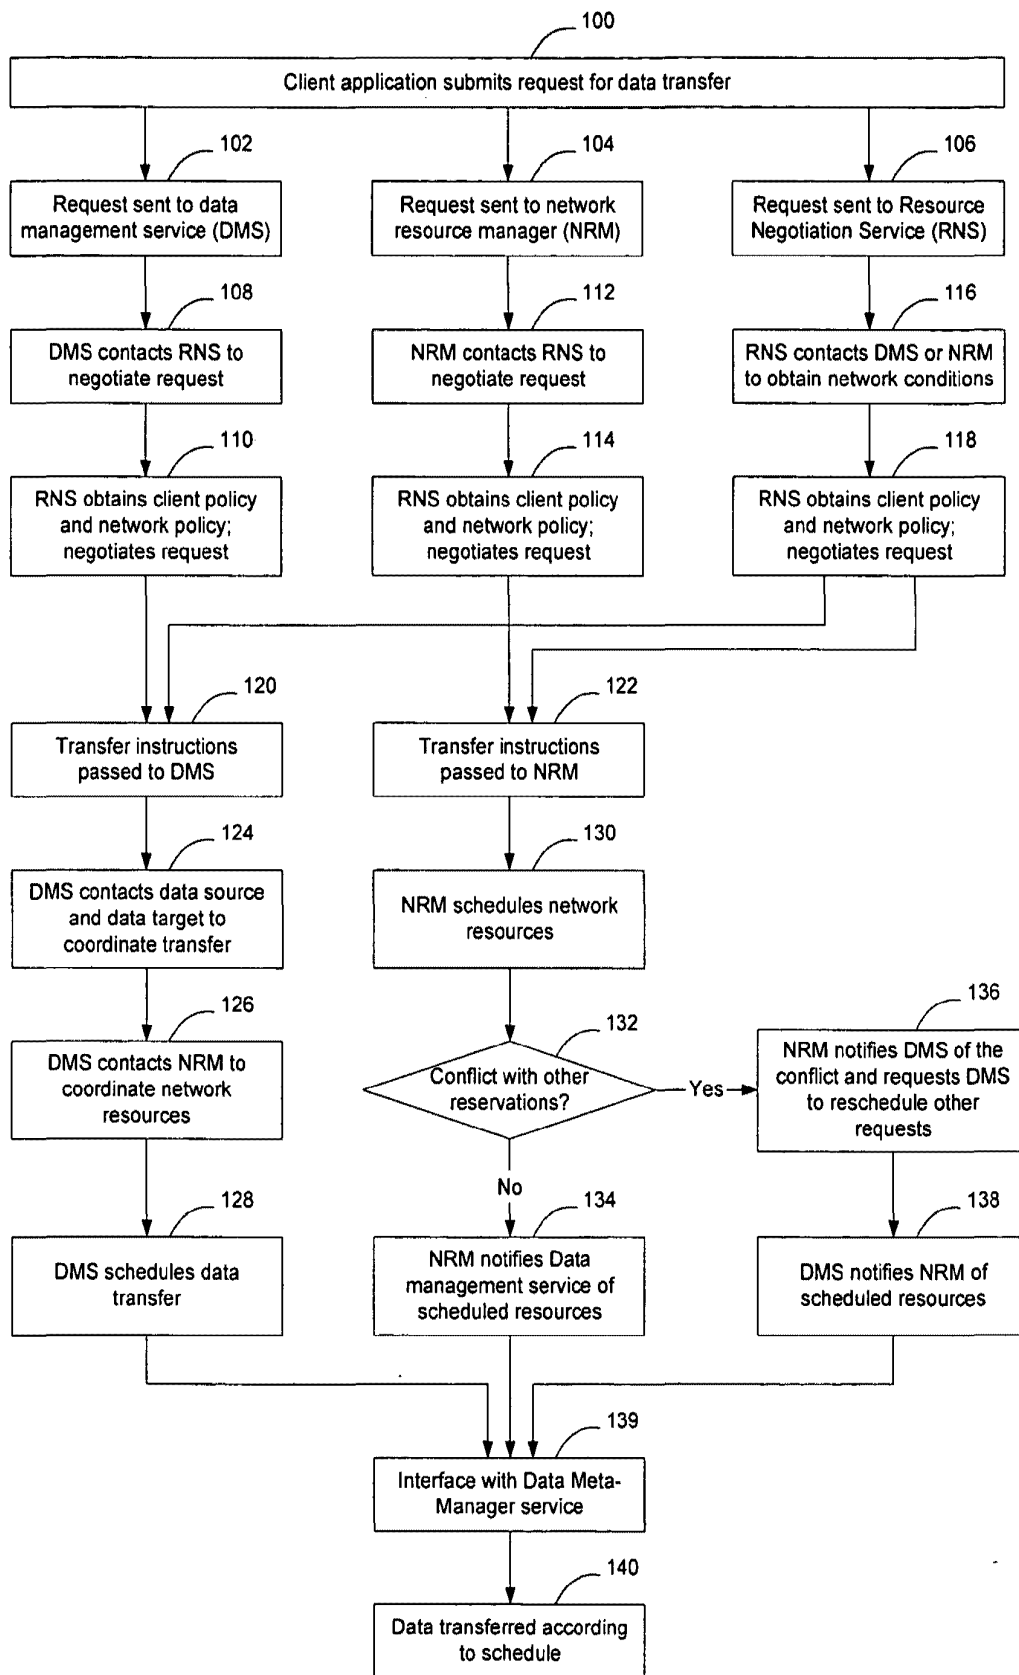 100
Client application submits request for data transfer
102
104
106
Request sent to data
management service (DMS)
Request sent to network
resource manager (NRM)
Request sent to Resource
Negotiation Service (RNS)
108
112
116
DMS contacts RNS to
negotiate request
NRM contacts RNS to
negotiate request
RNS contacts DMS or NRM
to obtain network conditions
110
114
118
RNS obtains client policy
and network policy;
negotiates request
RNS obtains client policy
and network policy;
negotiates request
RNS obtains client policy
and network policy;
negotiates request
120
122
Transfer instructions
passed to DMS
Transfer instructions
passed to NRM
124
130
DMS contacts data source
and data target to
coordinate transfer
NRM schedules network
resources
126
132
136
DMS contacts NRM to
coordinate network
resources
Conflict with other
reservations?
Yes
NRM notifies DMS of the
conflict and requests DMS
to reschedule other
requests
No
128
134
138
DMS schedules data
transfer
NRM notifies Data
management service of
scheduled resources
DMS notifies NRM of
scheduled resources
139
Interface with Data Meta-
Manager service
140
Data transferred according
to schedule